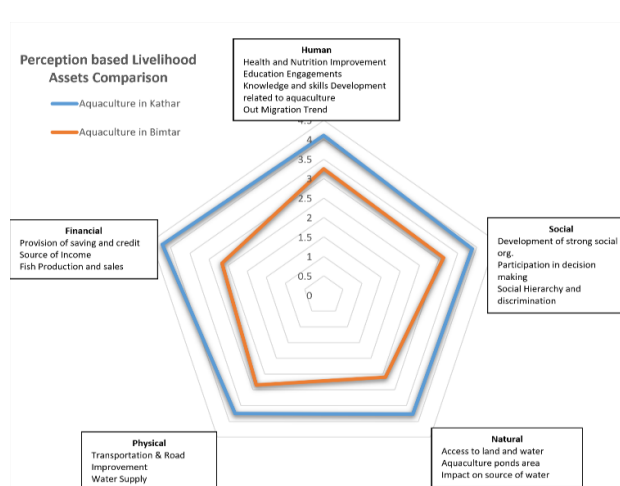 Perception based Livelihood
Assets Comparison
Aquaculture in Kathar
Aquaculture in Bimtar
Human
Health and Nutrition Improvement
Education Engagements
Knowledge and skills Development
related to aquaculture
Out Migration Trend
4.5
4
3.5
3
2.5
2
1.5
1
0.5
0
Financial
Provision of saving and credit
Source of Income
Fish Production and sales
Social
Development of strong social
org.
Participation in decision
making
Social Hierarchy and
discrimination
Physical
Transportation & Road
Improvement
Water Supply
Natural
Access to land and water
Aquaculture ponds area
Impact on source of water